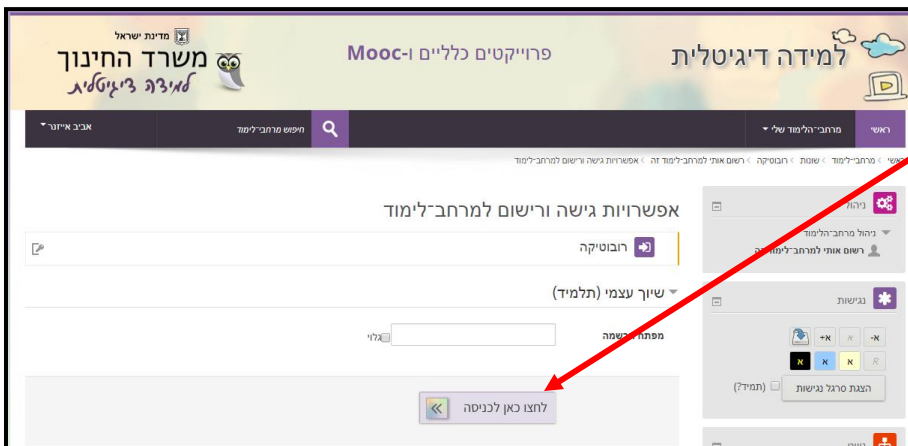 מדינת ישראל
משרד החינוך
למידה דיגיטלית
פרוייקטים כלליים ו-Mooc
למידה דיגיטלית
ראשי
מרחבי־הלימוד שלי
חיפוש מרחבי־לימוד
אביב אייזנר
ראשי > מרחבי־לימוד > שונות > רובוטיקה > רשום אותי למרחב־לימוד זה > אפשרויות גישה ורישום למרחב־לימוד
ניהול
ניהול מרחב־הלימוד
רשום אותי למרחב־לימוד זה
נגישות
א- א א+
א א א א
הצגת סרגל נגישות (תמיד?)
אפשרויות גישה ורישום למרחב־לימוד
רובוטיקה
שיוך עצמי (תלמיד)
מפתח הרשמה
גלוי
לחצו כאן לכניסה